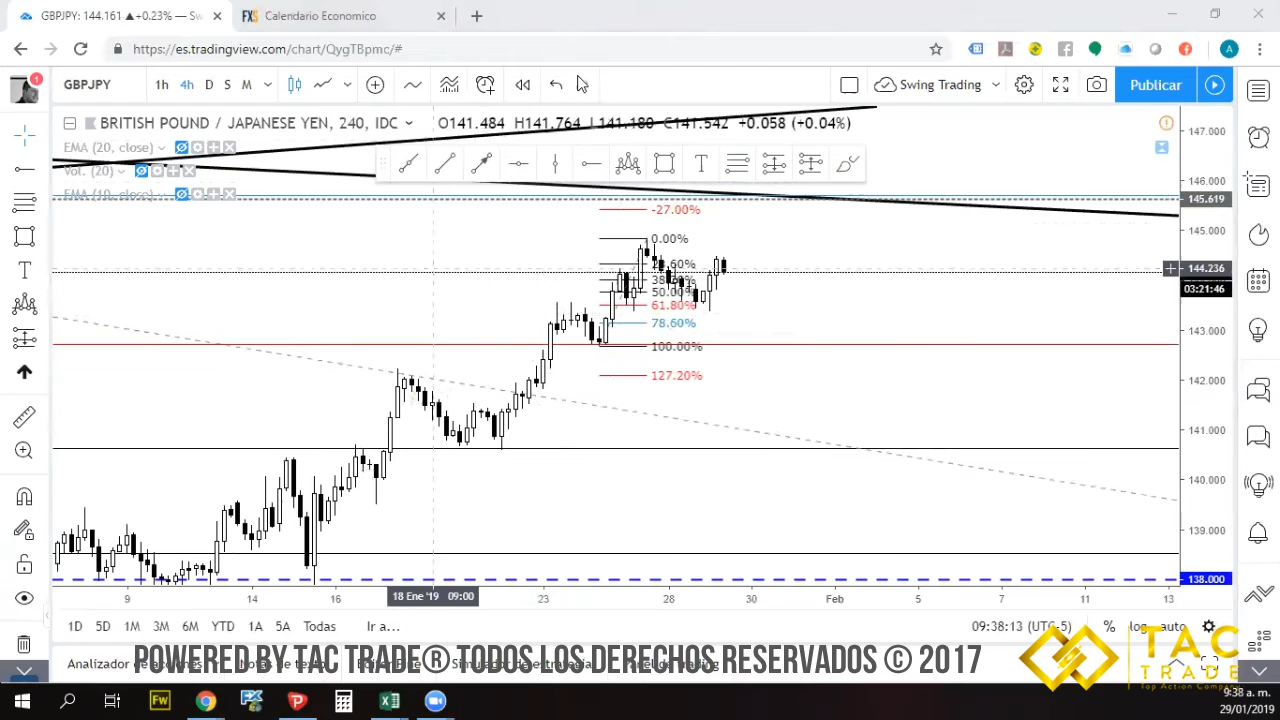 GBPJPY: 144.161 ▲+0.23% — Sw
Calendario Economico
https://es.tradingview.com/chart/QygTBpmc/#
GBPJPY 1h 4h D S M Swing Trading Publicar
BRITISH POUND / JAPANESE YEN, 240, IDC O141.484 H141.764 L141.180 C141.542 +0.058 (+0.04%)
EMA (20, close)
Vol. (20)
EMA (10, close)
147.000
146.000
145.619
145.000
144.236
03:21:46
143.000
142.000
141.000
140.000
139.000
138.000
-27.00%
0.00%
50.00%
61.80%
78.60%
100.00%
127.20%
9 14 16 18 Ene '19 09:00 23 28 30 Feb 5 7 11 13
1D 5D 1M 3M 6M YTD 1A 5A Todas Ir a... 09:38:13 (UTC-5) % log auto
POWERED BY TAC TRADE® TODOS LOS DERECHOS RESERVADOS © 2017
TAC
TRADE
Top Action Company
9:38 a. m.
29/01/2019